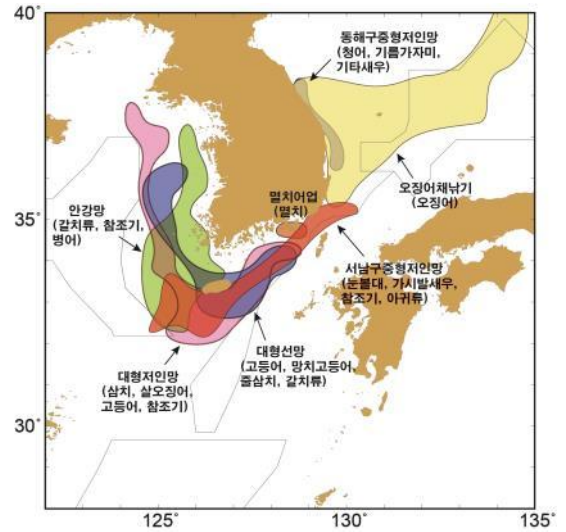 40˚
동해구중형저인망
(청어, 기름가자미,
기타새우)
오징어채낚기
(오징어)
멸치어업
(멸치)
안강망
(갈치류, 참조기,
병어)
35˚
서남구중형저인망
(눈볼대, 가시발새우,
참조기, 아귀류)
대형선망
(고등어, 망치고등어,
줄삼치, 갈치류)
대형저인망
(삼치, 살오징어,
고등어, 참조기)
30˚
125˚
130˚
135˚